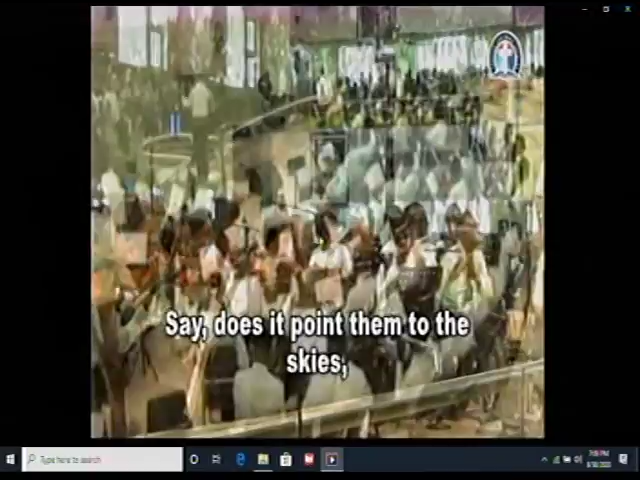 Say, does it point them to the
skies,
Type here to search